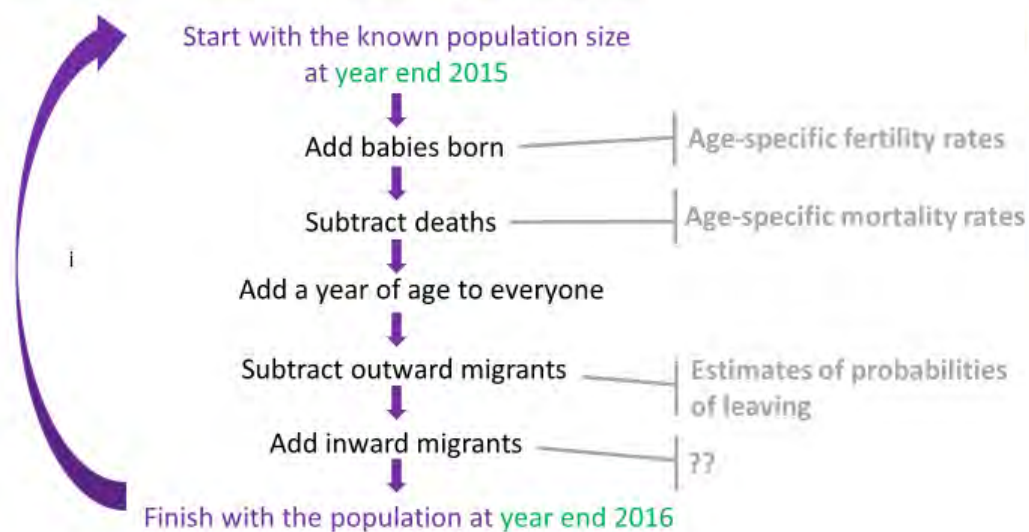 Start with the known population size
at year end 2015
Add babies born
Age-specific fertility rates
Subtract deaths
Age-specific mortality rates
i
Add a year of age to everyone
Subtract outward migrants
Estimates of probabilities
of leaving
Add inward migrants
??
Finish with the population at year end 2016